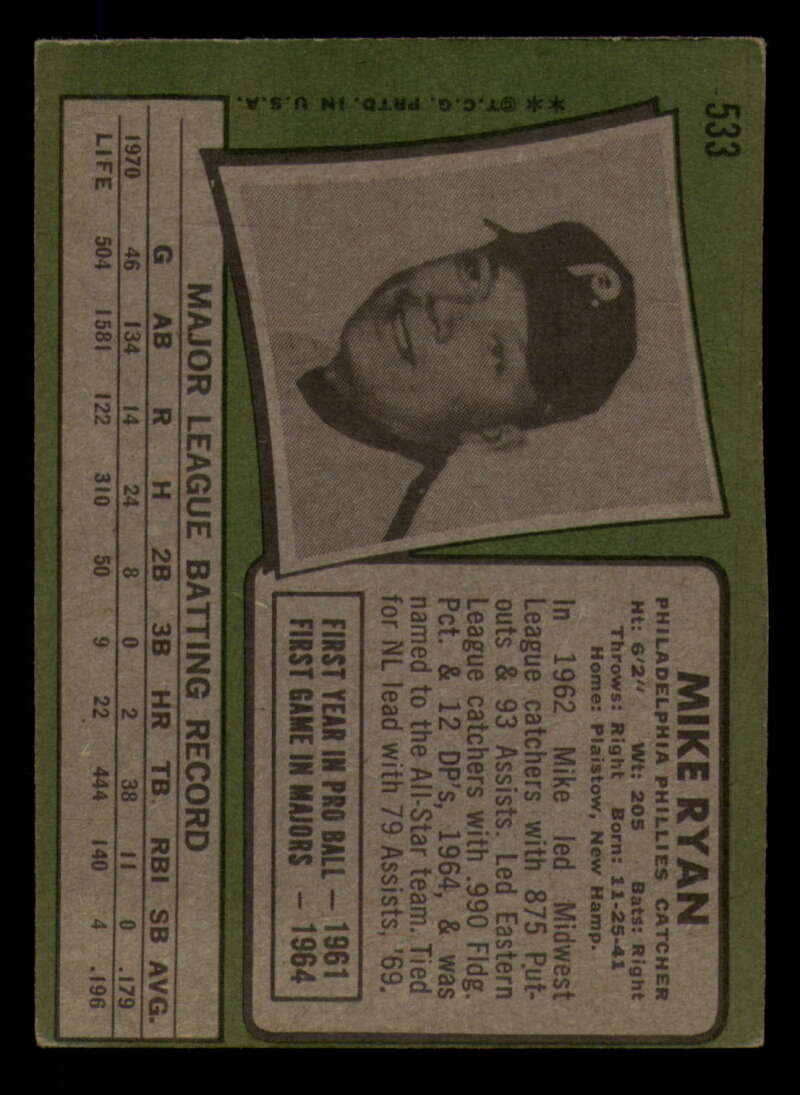 533
** ©T.C.G. PRTD. IN U.S.A.
P
MIKE RYAN
PHILADELPHIA PHILLIES CATCHER
Ht: 6'2" Wt: 205 Bats: Right
Throws: Right Born: 11-25-41
Home: Plaistow, New Hamp.
In 1962 Mike led Midwest
League catchers with 875 Put-
outs & 93 Assists. Led Eastern
League catchers with .990 Fldg.
Pct. & 12 DP's, 1964, & was
named to the All-Star team. Tied
for NL lead with 79 Assists, '69.
FIRST YEAR IN PRO BALL — 1961
FIRST GAME IN MAJORS — 1964
MAJOR LEAGUE BATTING RECORD
G AB R H 2B 3B HR TB. RBI SB AVG.
1970 46 134 14 24 8 0 2 38 11 0 .179
LIFE 504 1581 122 310 50 9 22 444 140 4 .196